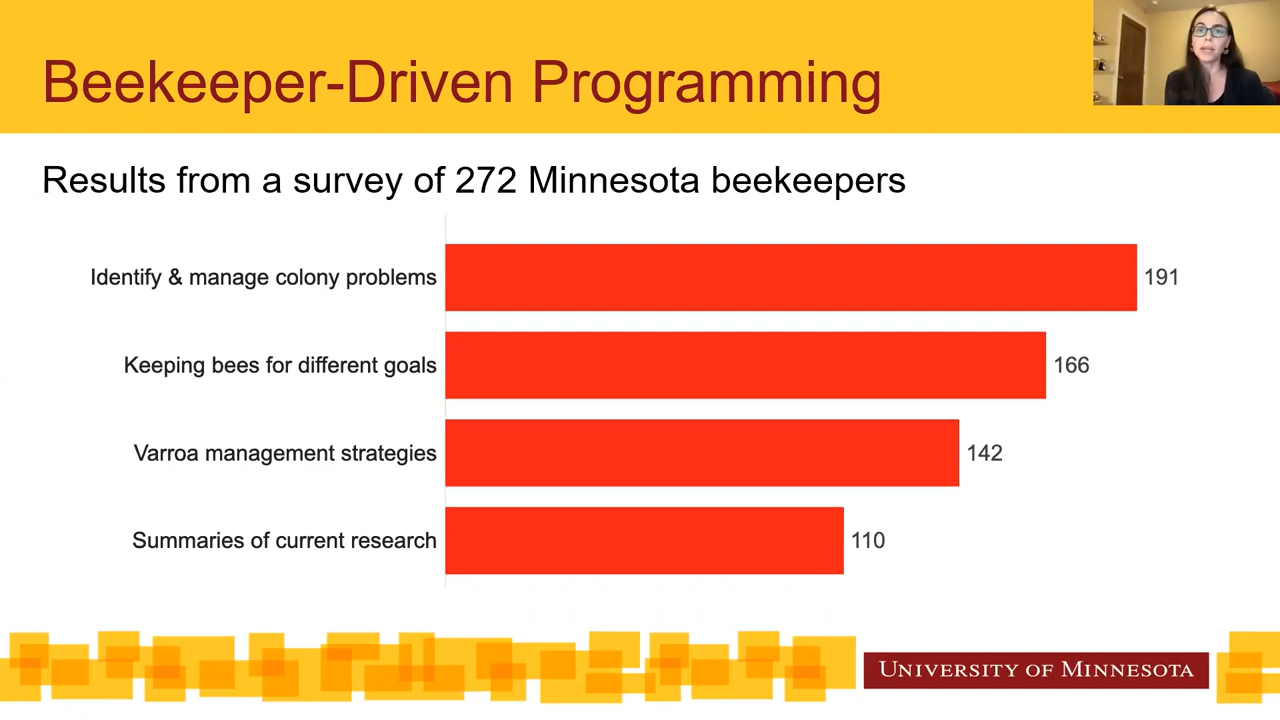 Beekeeper-Driven Programming
Results from a survey of 272 Minnesota beekeepers
Identify & manage colony problems 191
Keeping bees for different goals 166
Varroa management strategies 142
Summaries of current research 110
UNIVERSITY OF MINNESOTA